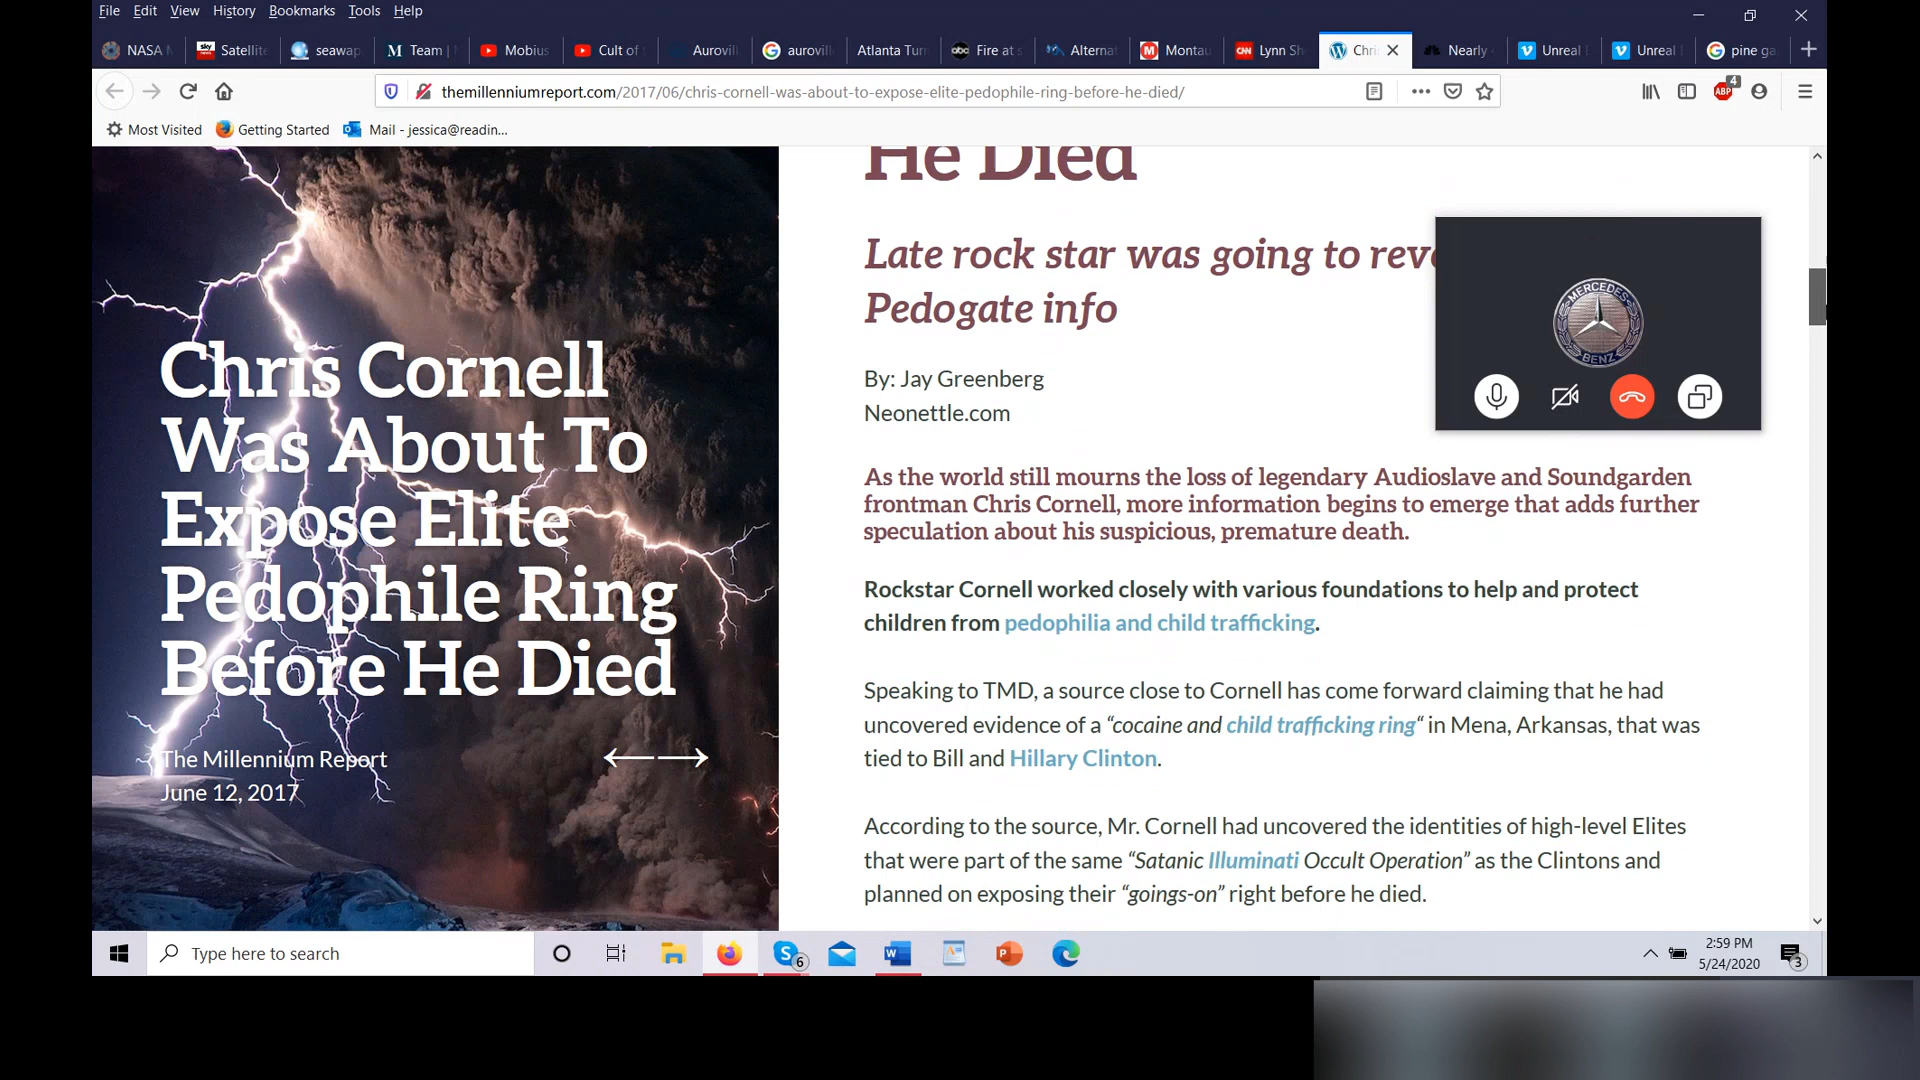 File Edit View History Bookmarks Tools Help
NASA M Satellite seawap M Team | Mobius Cult of Aurovil aurovill Atlanta Turn Fire at s Alternat Montau Lynn She Chri Nearly Unreal Unreal pine ga
themillenniumreport.com/2017/06/chris-cornell-was-about-to-expose-elite-pedophile-ring-before-he-died/
ABP 4
Most Visited Getting Started Mail - jessica@readin...
Chris Cornell
Was About To
Expose Elite
Pedophile Ring
Before He Died
The Millennium Report
June 12, 2017
He Died
Late rock star was going to rev
Pedogate info
By: Jay Greenberg
Neonettle.com
As the world still mourns the loss of legendary Audioslave and Soundgarden
frontman Chris Cornell, more information begins to emerge that adds further
speculation about his suspicious, premature death.
Rockstar Cornell worked closely with various foundations to help and protect
children from pedophilia and child trafficking.
Speaking to TMD, a source close to Cornell has come forward claiming that he had
uncovered evidence of a “cocaine and child trafficking ring“ in Mena, Arkansas, that was
tied to Bill and Hillary Clinton.
According to the source, Mr. Cornell had uncovered the identities of high-level Elites
that were part of the same “Satanic Illuminati Occult Operation” as the Clintons and
planned on exposing their “goings-on” right before he died.
MERCEDES
BENZ
Type here to search
6
2:59 PM
5/24/2020
3